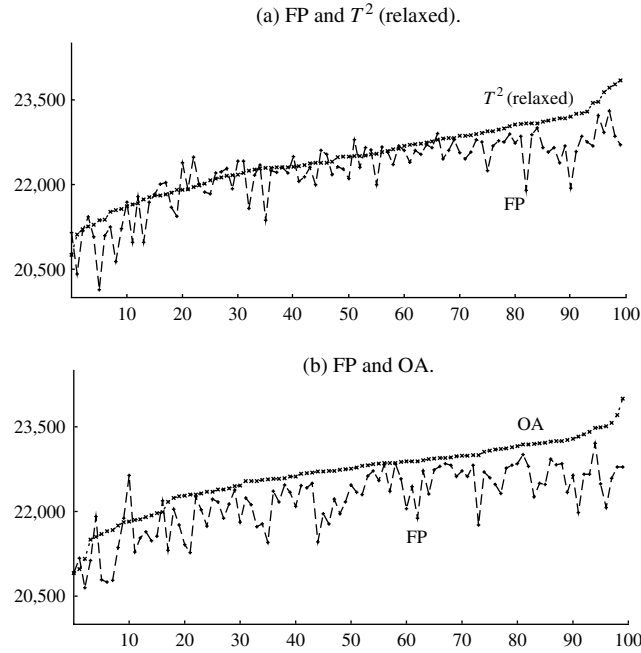 (a) FP and T² (relaxed).
23,500
T² (relaxed)
22,000
FP
20,500
10 20 30 40 50 60 70 80 90 100
(b) FP and OA.
23,500
OA
22,000
FP
20,500
10 20 30 40 50 60 70 80 90 100